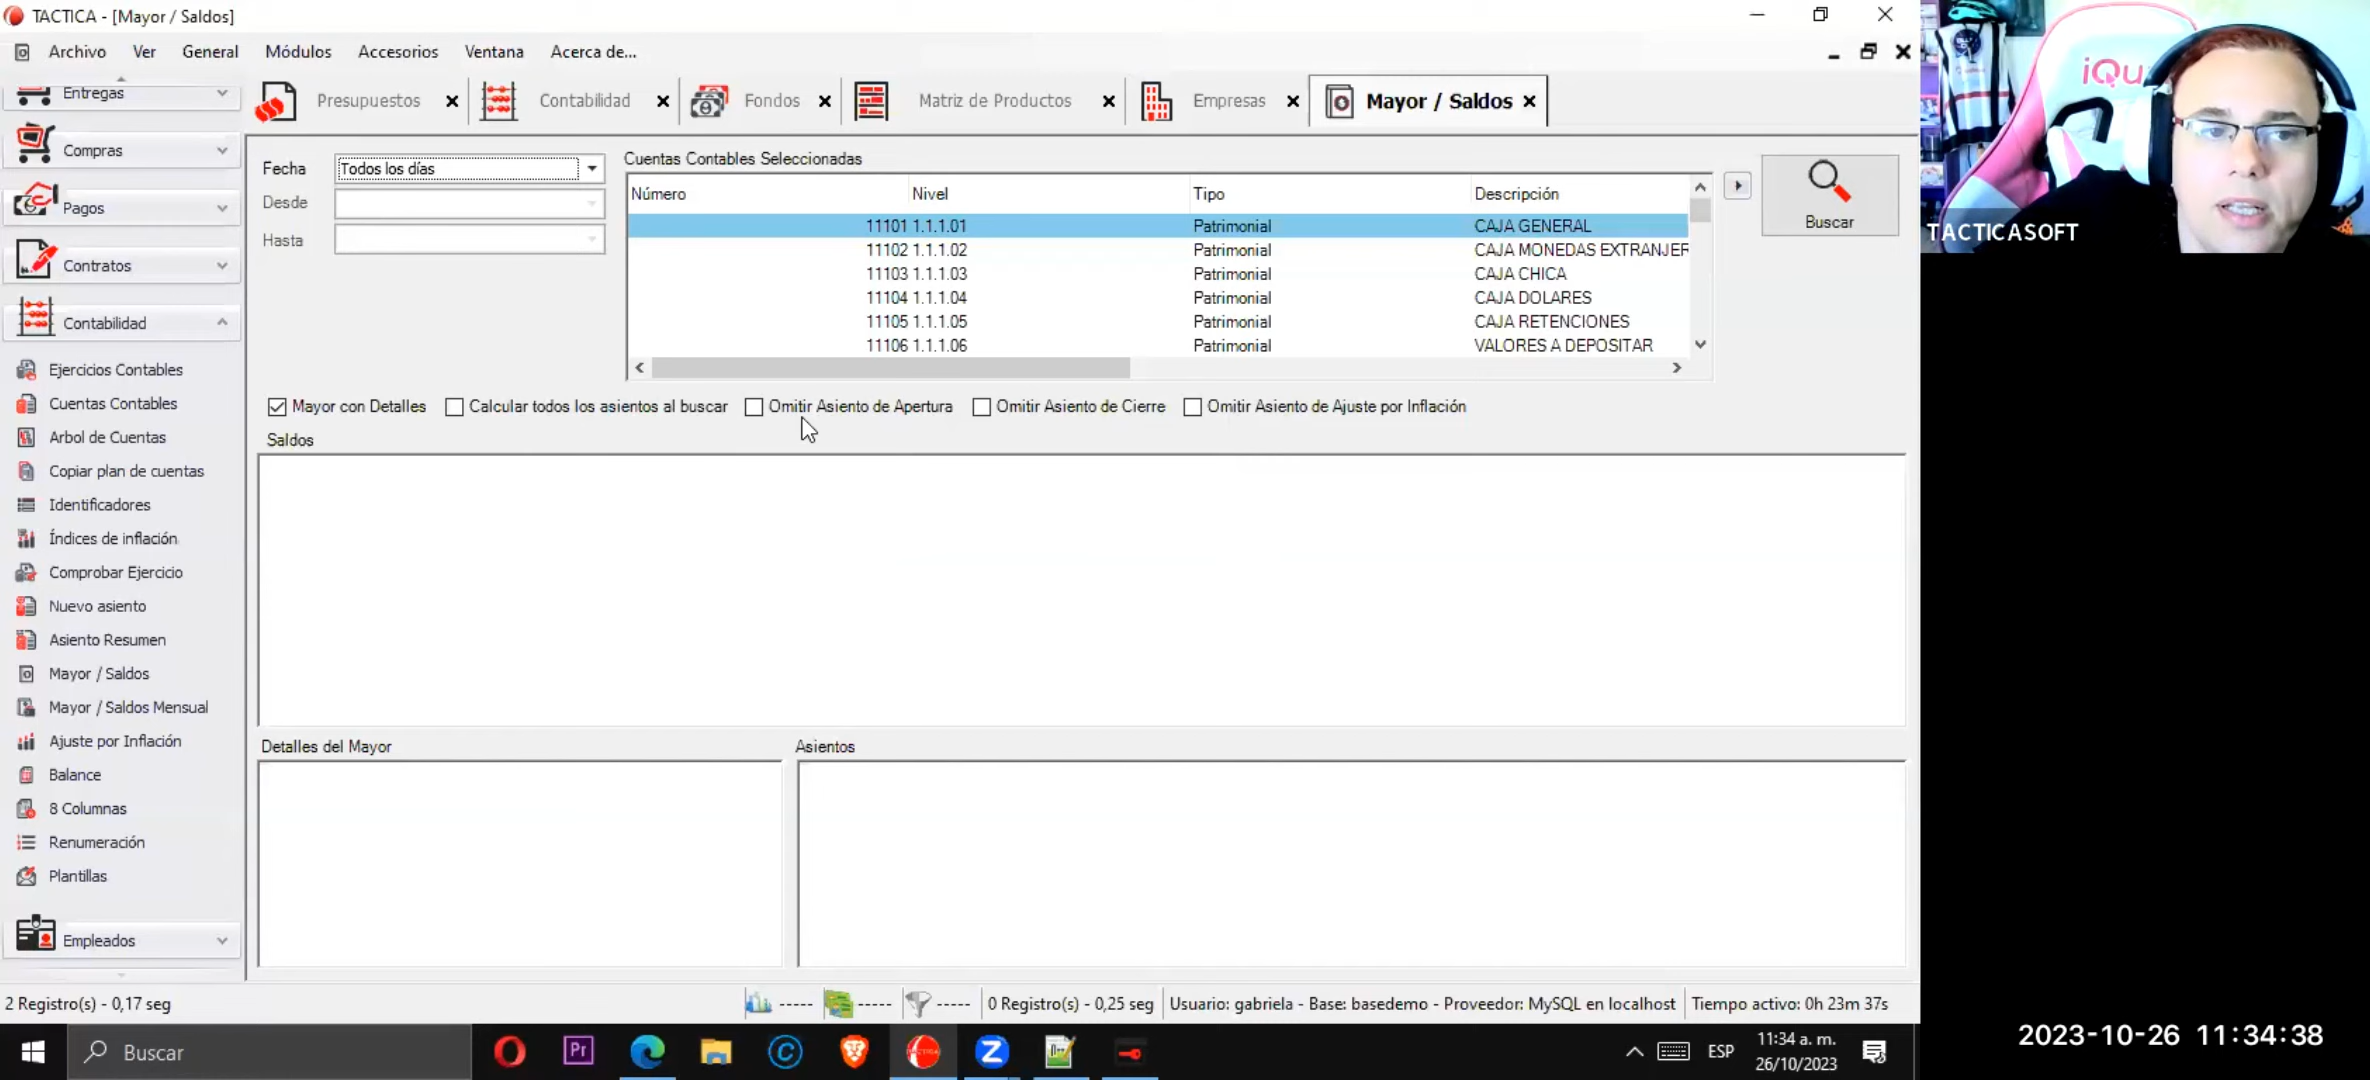 TACTICA - [Mayor / Saldos]
Archivo Ver General Módulos Accesorios Ventana Acerca de...
Entregas
Compras
Pagos
Contratos
Contabilidad
Ejercicios Contables
Cuentas Contables
Arbol de Cuentas
Copiar plan de cuentas
Identificadores
Índices de inflación
Comprobar Ejercicio
Nuevo asiento
Asiento Resumen
Mayor / Saldos
Mayor / Saldos Mensual
Ajuste por Inflación
Balance
8 Columnas
Renumeración
Plantillas
Empleados
Presupuestos Contabilidad Fondos Matriz de Productos Empresas Mayor / Saldos
Fecha Todos los días
Desde
Hasta
Cuentas Contables Seleccionadas
Número Nivel Tipo Descripción
11101 1.1.1.01 Patrimonial CAJA GENERAL
11102 1.1.1.02 Patrimonial CAJA MONEDAS EXTRANJER
11103 1.1.1.03 Patrimonial CAJA CHICA
11104 1.1.1.04 Patrimonial CAJA DOLARES
11105 1.1.1.05 Patrimonial CAJA RETENCIONES
11106 1.1.1.06 Patrimonial VALORES A DEPOSITAR
Buscar
Mayor con Detalles Calcular todos los asientos al buscar Omitir Asiento de Apertura Omitir Asiento de Cierre Omitir Asiento de Ajuste por Inflación
Saldos
Detalles del Mayor Asientos
2 Registro(s) - 0,17 seg ----- ----- ----- 0 Registro(s) - 0,25 seg Usuario: gabriela - Base: basedemo - Proveedor: MySQL en localhost Tiempo activo: 0h 23m 37s
Buscar
Pr
ESP
11:34 a. m.
26/10/2023
iQu
TACTICASOFT
2023-10-26 11:34:38